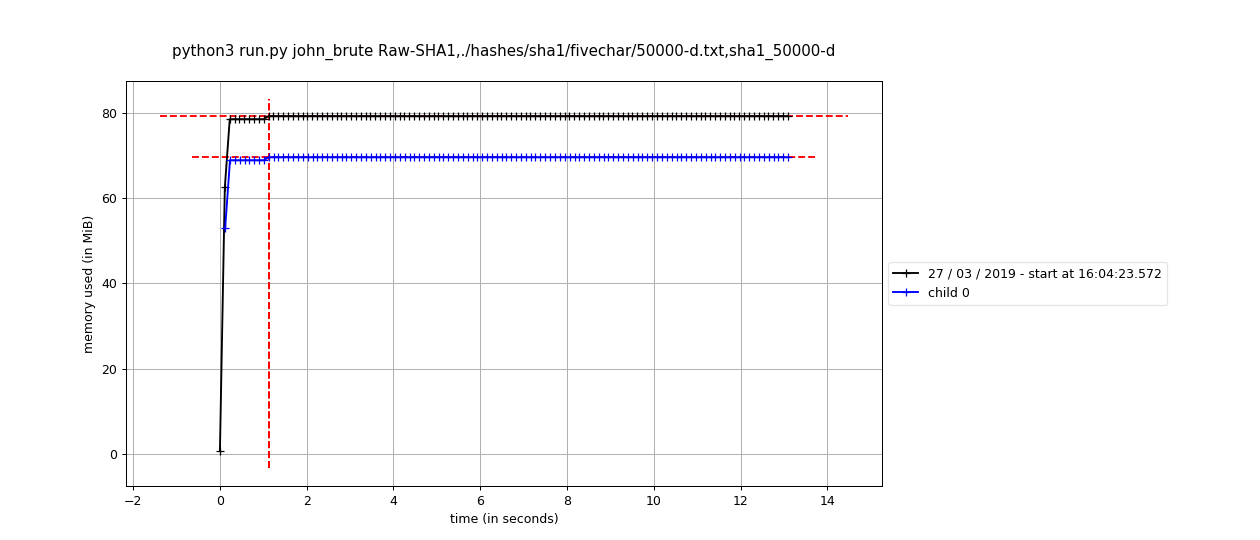 python3 run.py john_brute Raw-SHA1,./hashes/sha1/fivechar/50000-d.txt,sha1_50000-d
80
60
40
20
0
memory used (in MiB)
−2 0 2 4 6 8 10 12 14
time (in seconds)
27 / 03 / 2019 - start at 16:04:23.572
child 0